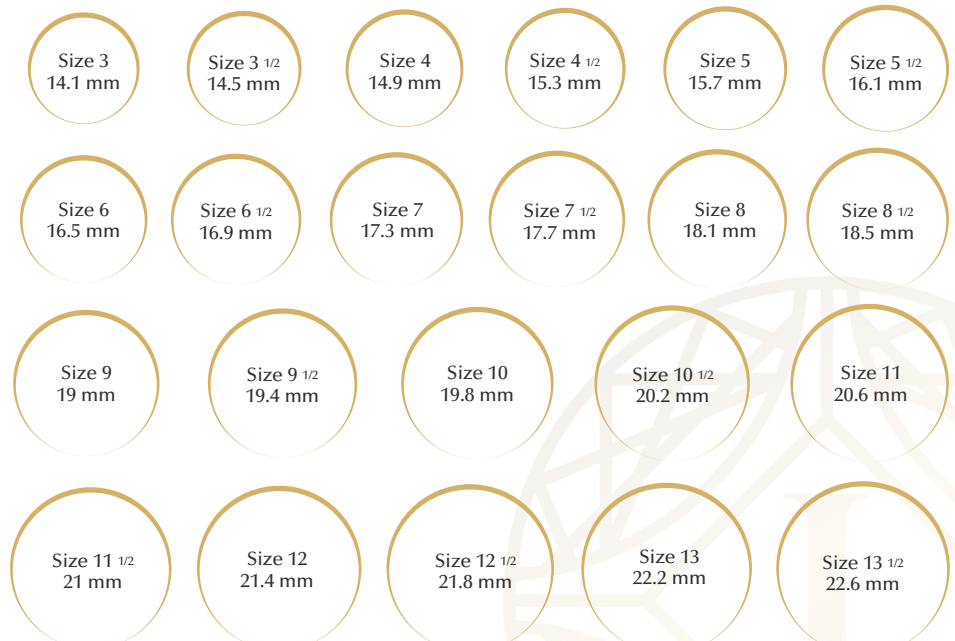 Size 3
14.1 mm
Size 3 1/2
14.5 mm
Size 4
14.9 mm
Size 4 1/2
15.3 mm
Size 5
15.7 mm
Size 5 1/2
16.1 mm
Size 6
16.5 mm
Size 6 1/2
16.9 mm
Size 7
17.3 mm
Size 7 1/2
17.7 mm
Size 8
18.1 mm
Size 8 1/2
18.5 mm
Size 9
19 mm
Size 9 1/2
19.4 mm
Size 10
19.8 mm
Size 10 1/2
20.2 mm
Size 11
20.6 mm
Size 11 1/2
21 mm
Size 12
21.4 mm
Size 12 1/2
21.8 mm
Size 13
22.2 mm
Size 13 1/2
22.6 mm